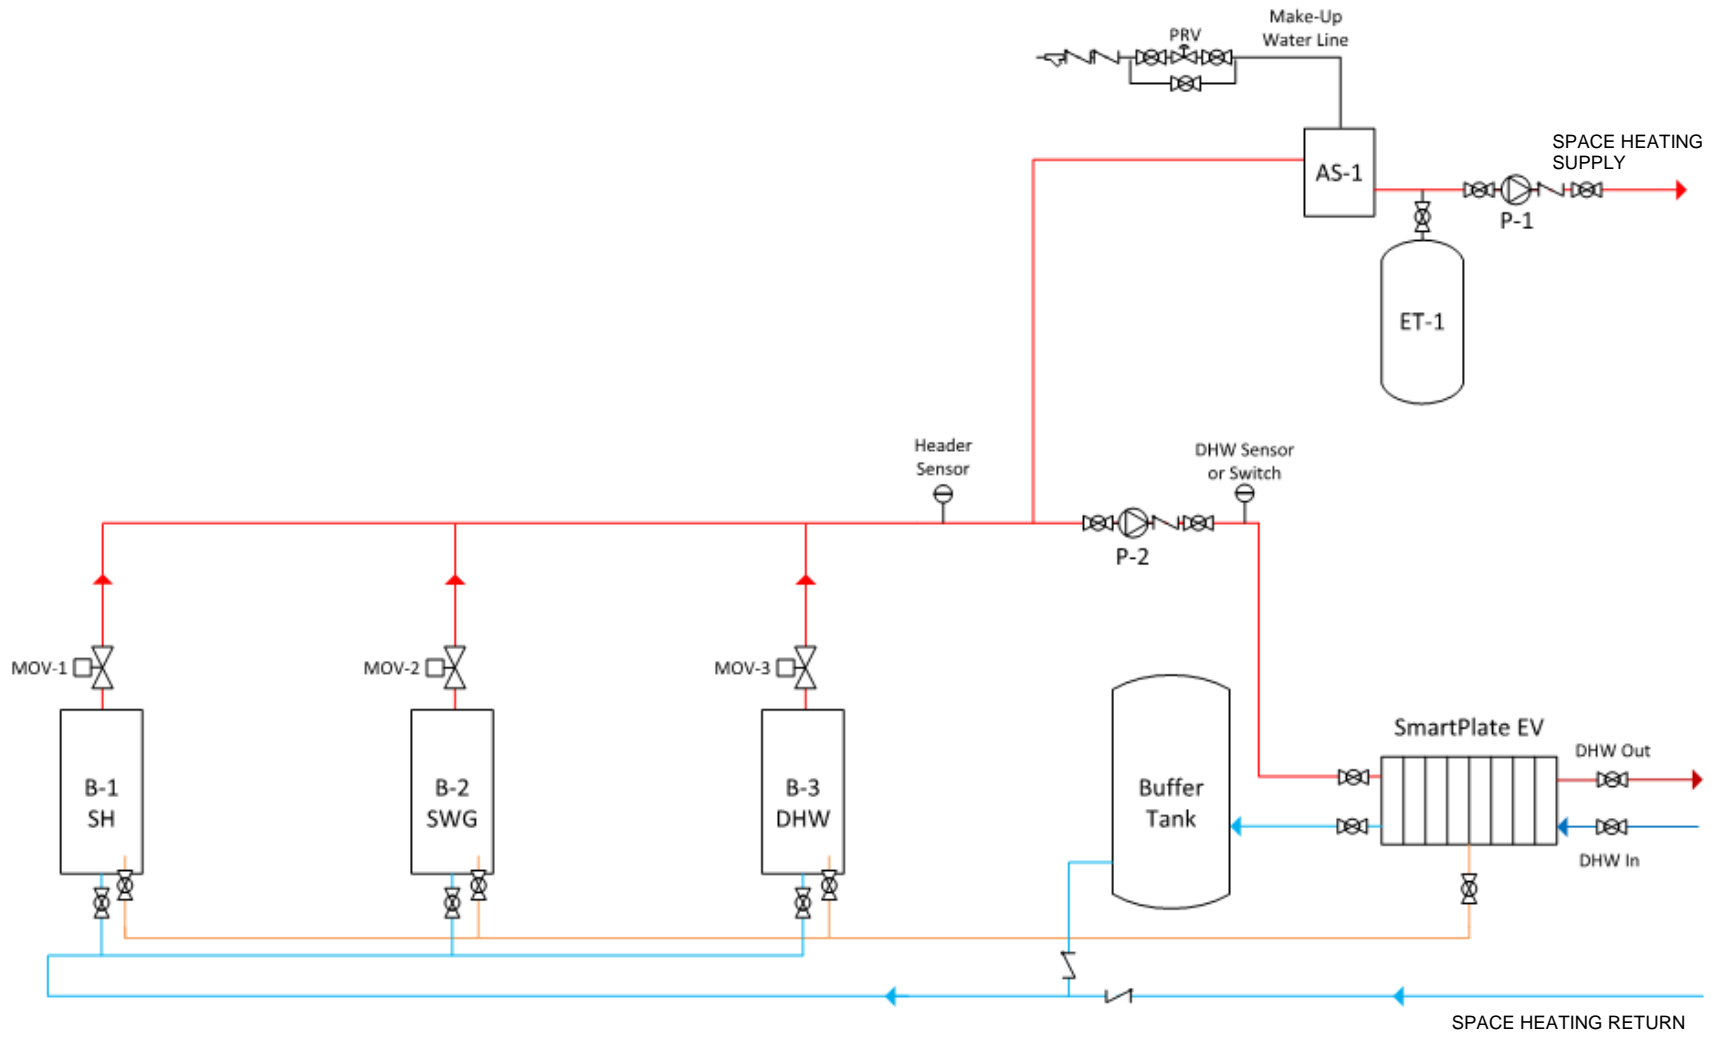 Make-Up
Water Line
PRV
SPACE HEATING
SUPPLY
AS-1
P-1
ET-1
Header
Sensor
DHW Sensor
or Switch
P-2
MOV-1
MOV-2
MOV-3
SmartPlate EV
DHW Out
B-1
SH
B-2
SWG
B-3
DHW
Buffer
Tank
DHW In
SPACE HEATING RETURN